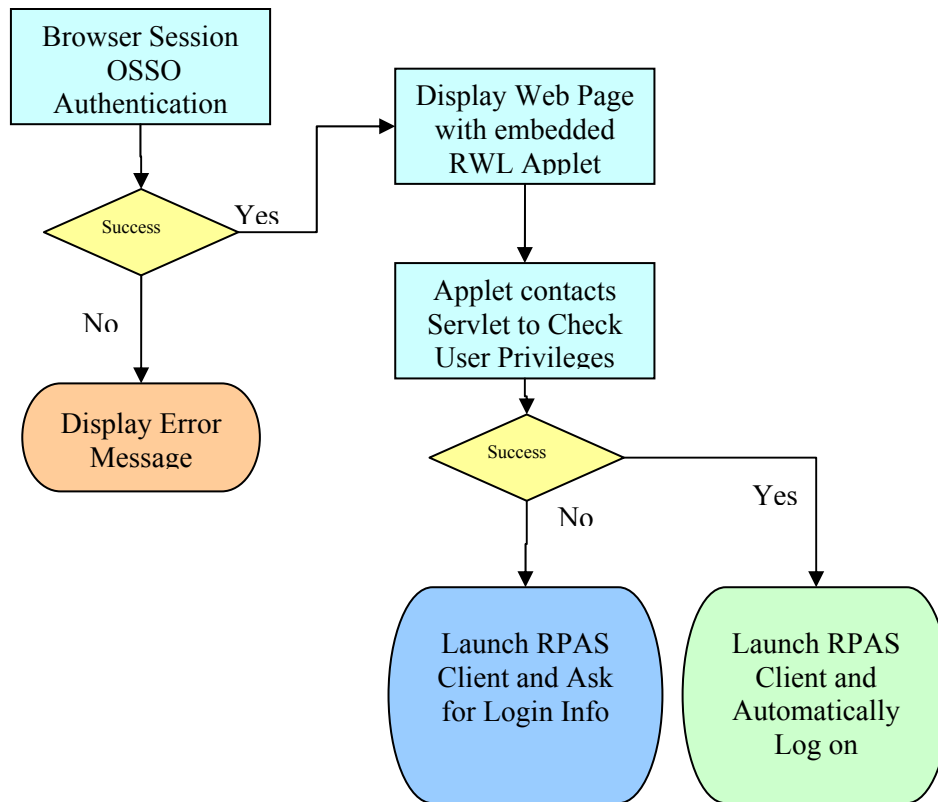 Browser Session
OSSO
Authentication
Success
Yes
No
Display Error
Message
Display Web Page
with embedded
RWL Applet
Applet contacts
Servlet to Check
User Privileges
Success
No
Yes
Launch RPAS
Client and Ask
for Login Info
Launch RPAS
Client and
Automatically
Log on